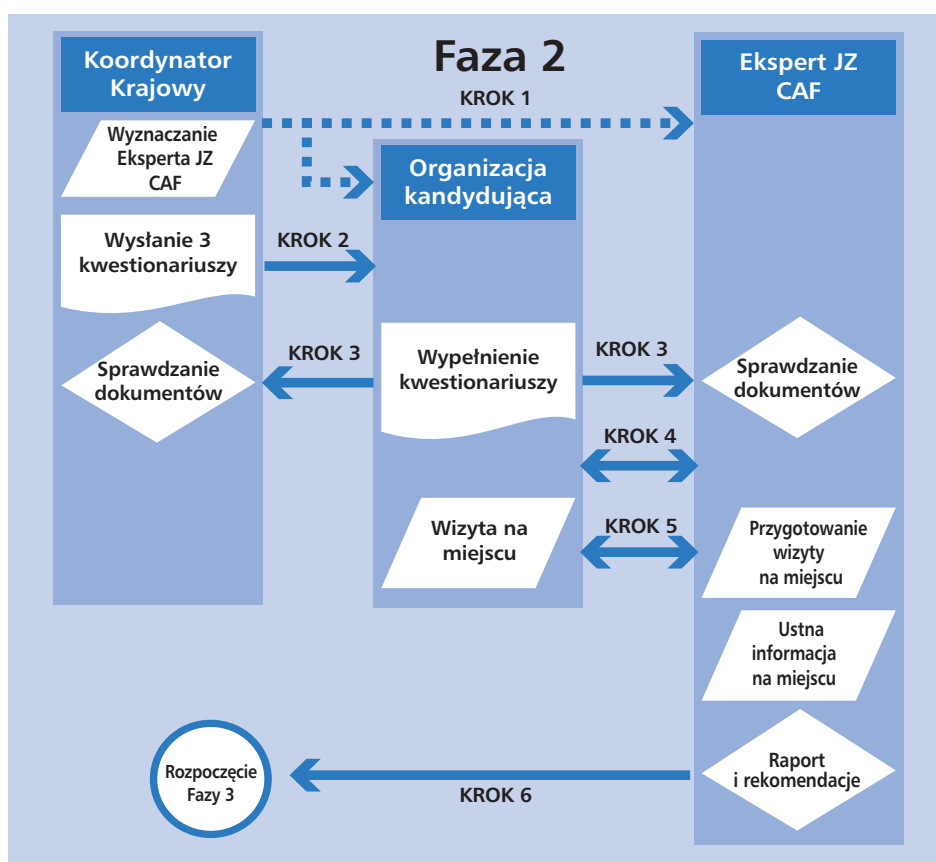 Faza 2
Koordynator
Krajowy
Ekspert JZ
CAF
KROK 1
Wyznaczanie
Eksperta JZ
CAF
Organizacja
kandydująca
Wysłanie 3
kwestionariuszy
KROK 2
Sprawdzanie
dokumentów
KROK 3
Wypełnienie
kwestionariuszy
KROK 3
Sprawdzanie
dokumentów
KROK 4
Wizyta na
miejscu
KROK 5
Przygotowanie
wizyty
na miejscu
Ustna
informacja
na miejscu
Rozpoczęcie
Fazy 3
KROK 6
Raport
i rekomendacje